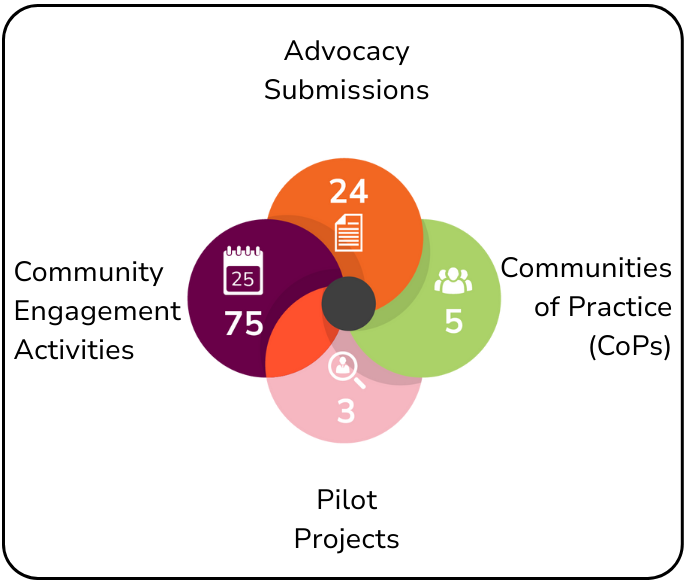 Advocacy
Submissions
24
Community
Engagement
Activities
25
75
Communities
of Practice
(CoPs)
5
3
Pilot
Projects